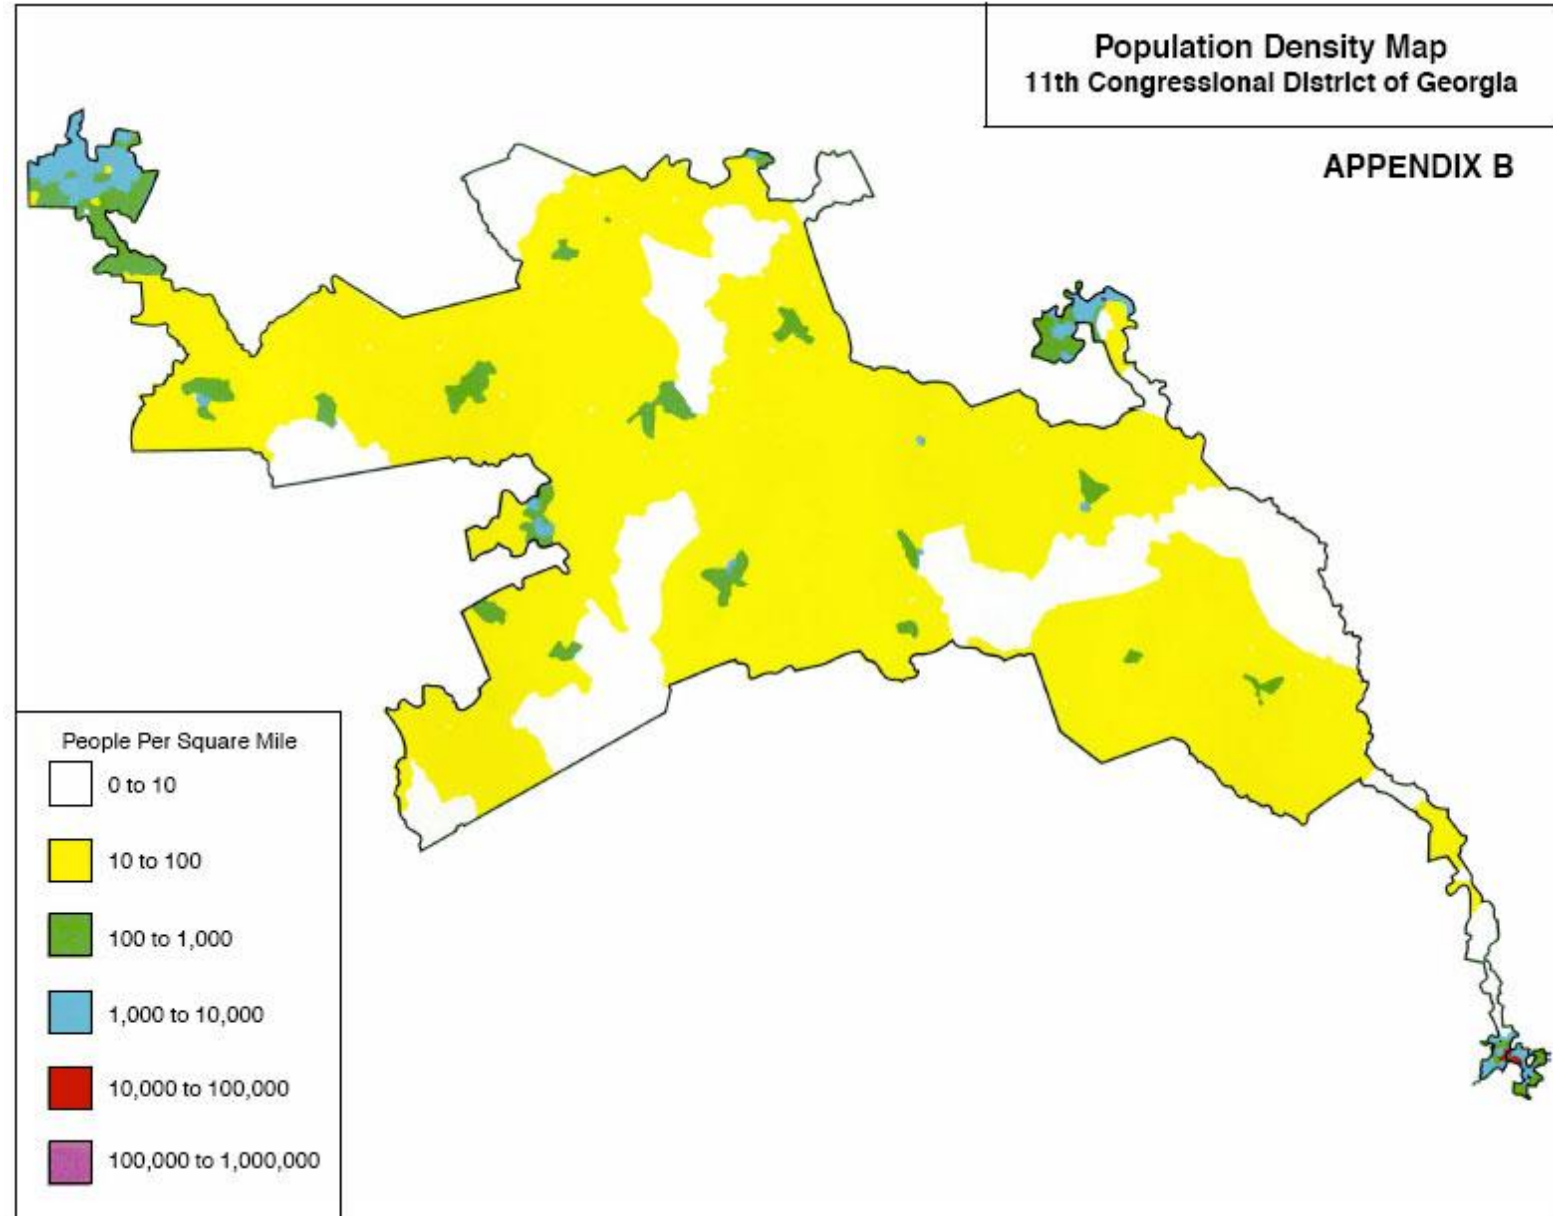 Population Density Map
11th Congressional District of Georgia
APPENDIX B
People Per Square Mile
0 to 10
10 to 100
100 to 1,000
1,000 to 10,000
10,000 to 100,000
100,000 to 1,000,000